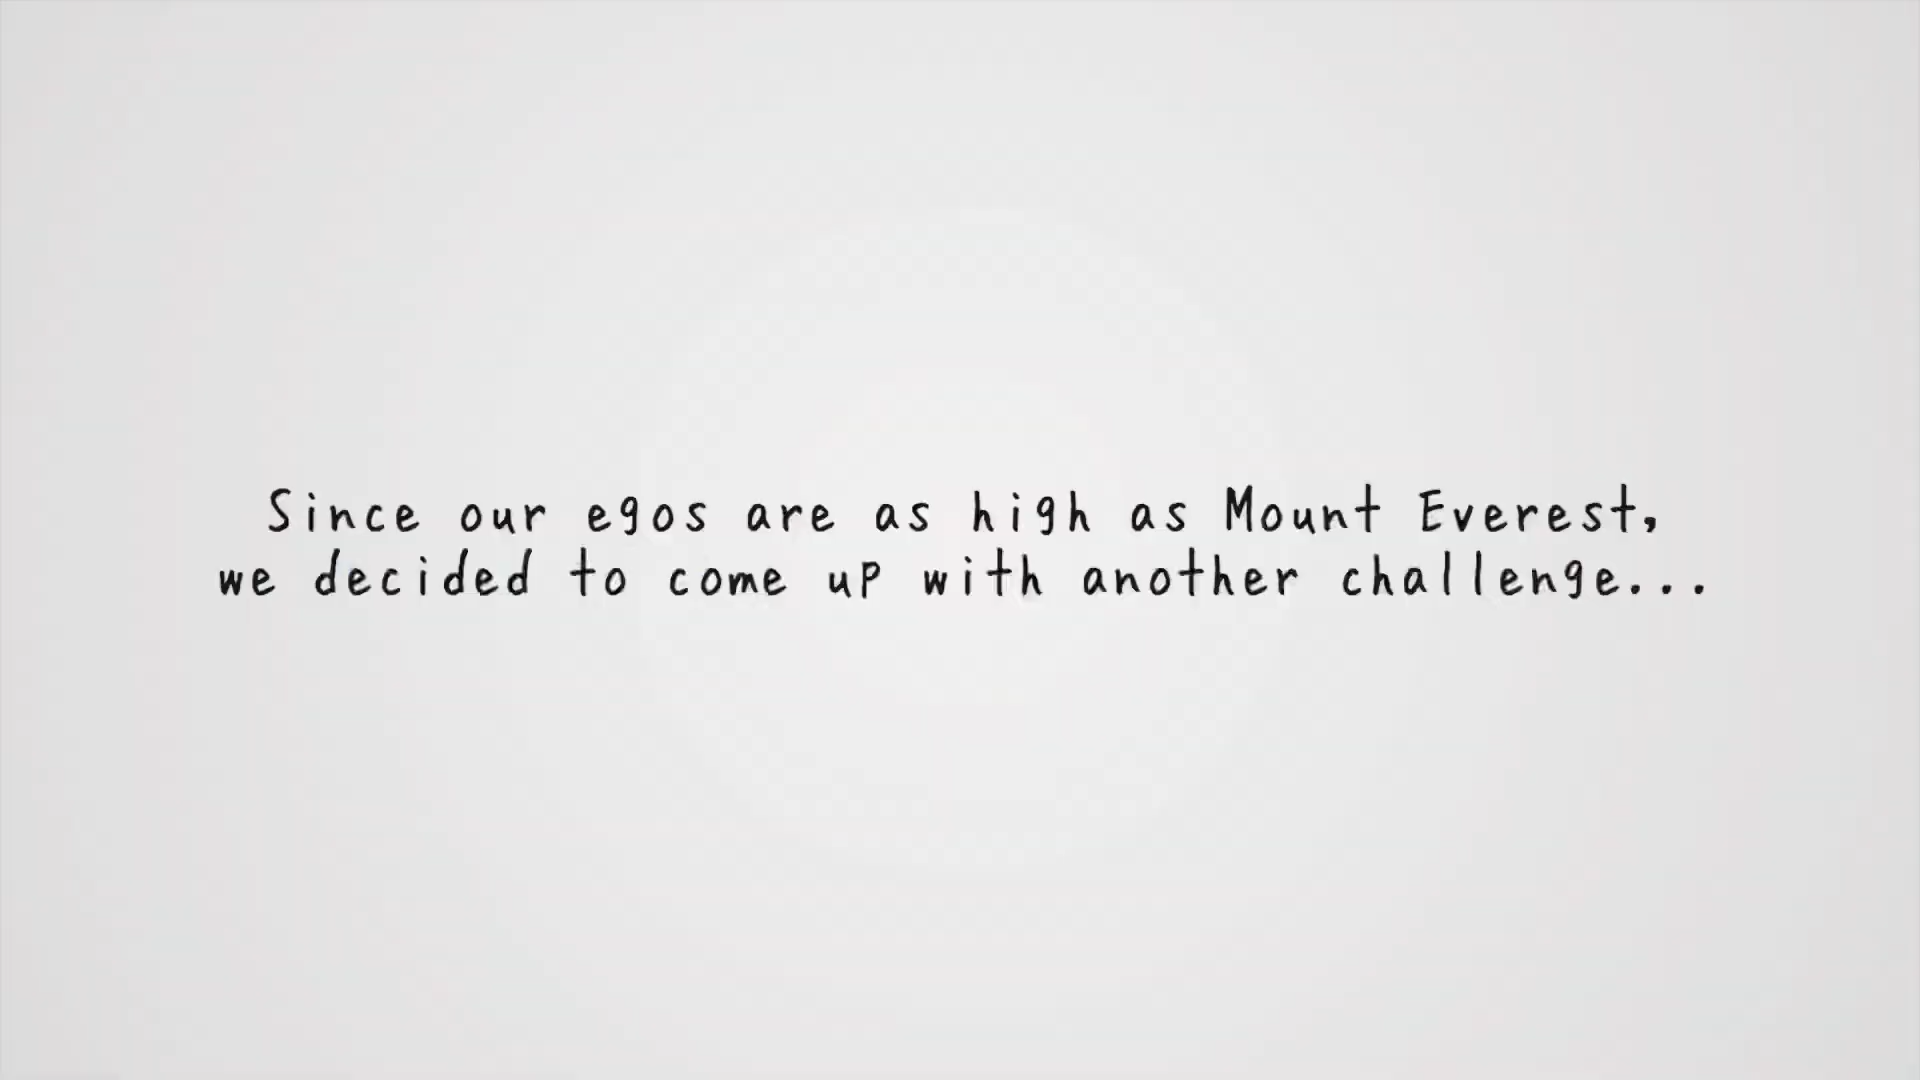 Since our egos are as high as Mount Everest,
we decided to come up with another challenge...